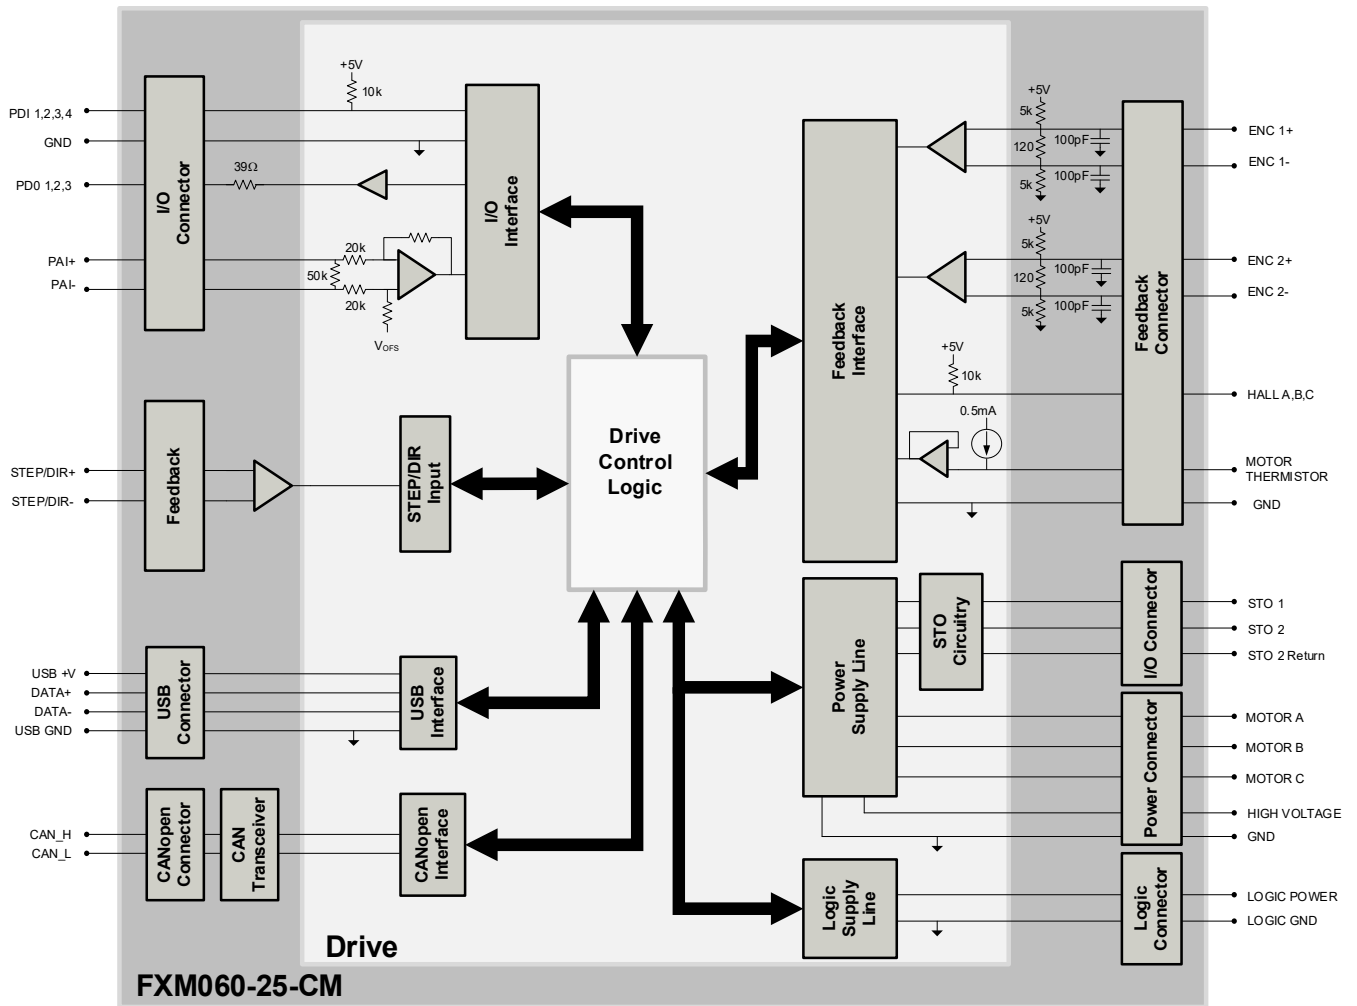 +5V
10k
PDI 1,2,3,4
GND
39Ω
PD0 1,2,3
I/O
Connector
I/O
Interface
PAI+
PAI-
20k
50k
20k
VOFS
STEP/DIR+
STEP/DIR-
Feedback
STEP/DIR
Input
Drive
Control
Logic
USB +V
DATA+
DATA-
USB GND
USB
Connector
USB
Interface
CAN_H
CAN_L
CANopen
Connector
CAN
Transceiver
CANopen
Interface
Feedback
Interface
+5V
5k
120
5k
100pF
100pF
ENC 1+
ENC 1-
+5V
5k
120
5k
100pF
100pF
ENC 2+
ENC 2-
Feedback
Connector
+5V
10k
HALL A,B,C
0.5mA
MOTOR
THERMISTOR
GND
Power
Supply Line
STO
Circuitry
I/O Connector
STO 1
STO 2
STO 2 Return
Power Connector
MOTOR A
MOTOR B
MOTOR C
HIGH VOLTAGE
GND
Logic
Supply
Line
Logic
Connector
LOGIC POWER
LOGIC GND
Drive
FXM060-25-CM